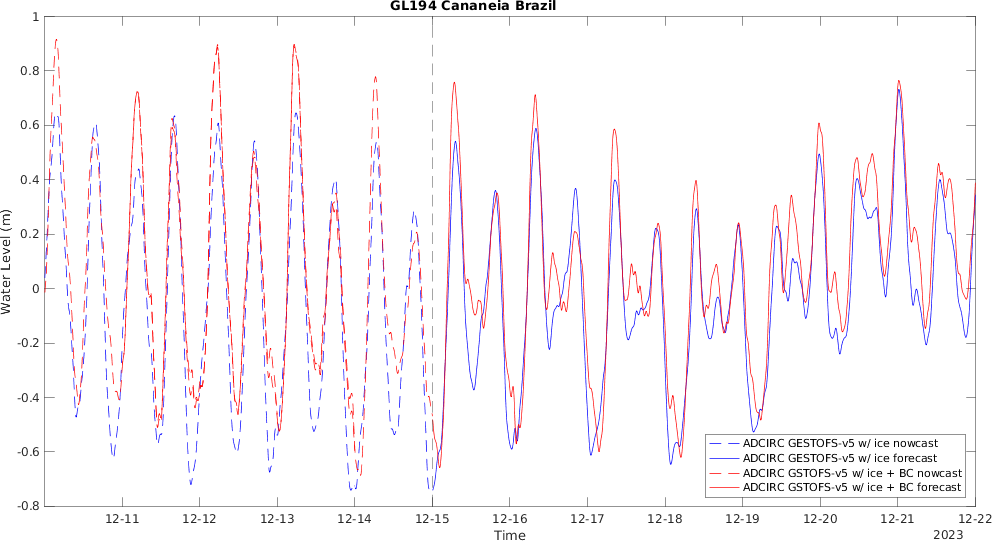 GL194 Cananeia Brazil
1
0.8
0.6
0.4
0.2
0
-0.2
-0.4
-0.6
-0.8
Water Level (m)
ADCIRC GESTOFS-v5 w/ ice nowcast
ADCIRC GESTOFS-v5 w/ ice forecast
ADCIRC GSTOFS-v5 w/ ice + BC nowcast
ADCIRC GSTOFS-v5 w/ ice + BC forecast
12-11 12-12 12-13 12-14 12-15 12-16 12-17 12-18 12-19 12-20 12-21 12-22
Time
2023